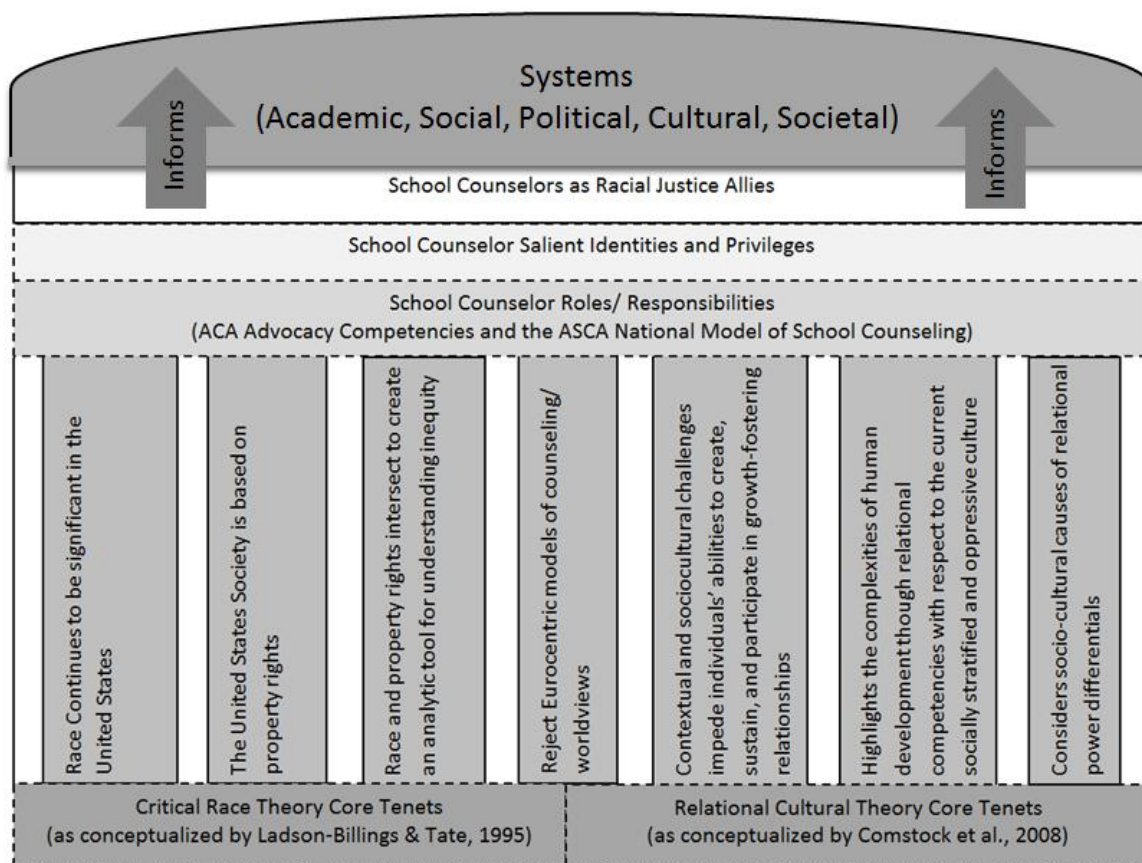 Systems
(Academic, Social, Political, Cultural, Societal)
Informs
Informs
School Counselors as Racial Justice Allies
School Counselor Salient Identities and Privileges
School Counselor Roles/ Responsibilities
(ACA Advocacy Competencies and the ASCA National Model of School Counseling)
Race Continues to be significant in the
United States
The United States Society is based on
property rights
Race and property rights intersect to create
an analytic tool for understanding inequity
Reject Eurocentric models of counseling/
worldviews
Contextual and sociocultural challenges
impede individuals’ abilities to create,
sustain, and participate in growth-fostering
relationships
Highlights the complexities of human
development though relational
competencies with respect to the current
socially stratified and oppressive culture
Considers socio-cultural causes of relational
power differentials
Critical Race Theory Core Tenets
(as conceptualized by Ladson-Billings & Tate, 1995)
Relational Cultural Theory Core Tenets
(as conceptualized by Comstock et al., 2008)